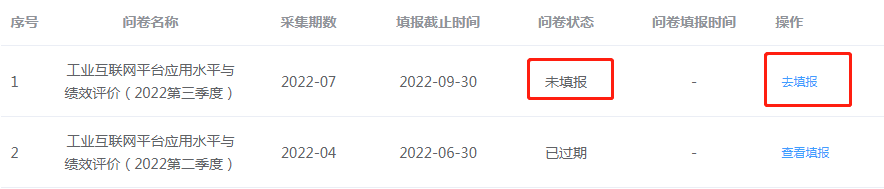 序号 问卷名称 采集期数 填报截止时间 问卷状态 问卷填报时间 操作
1 工业互联网平台应用水平与绩效评价（2022第三季度） 2022-07 2022-09-30 未填报 - 去填报
2 工业互联网平台应用水平与绩效评价（2022第二季度） 2022-04 2022-06-30 已过期 - 查看填报